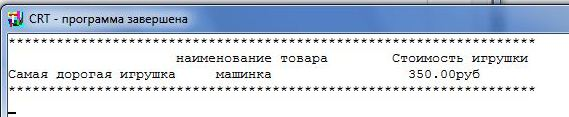 CRT - программа завершена
******************************************************************
наименование товара Стоимость игрушки
Самая дорогая игрушка машинка 350.00руб
******************************************************************